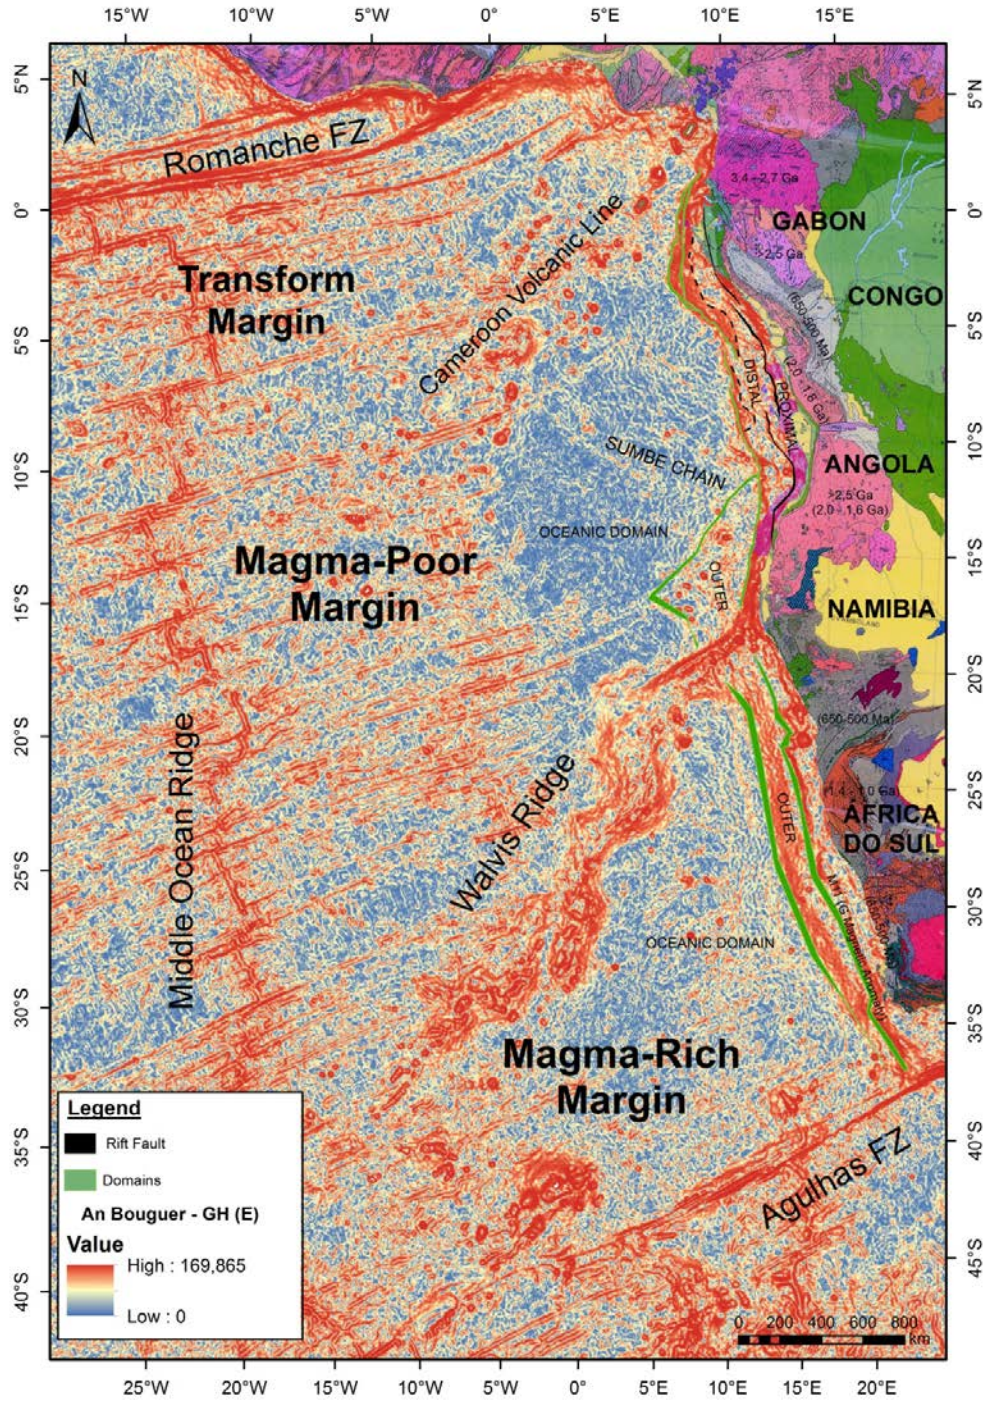 15°W 10°W 5°W 0° 5°E 10°E 15°E
5°N
N
5°N
Romanche FZ
3,4 - 2,7 Ga
0°
0°
GABON
>2,5 Ga
Cameroon Volcanic Line
Transform
Margin
CONGO
(650-500 Ma)
5°S
5°S
(2,0 - 1,8 Ga)
DISTAL
PROXIMAL
10°S
10°S
SUMBE CHAIN
ANGOLA
>2,5 Ga
(2,0 - 1,6 Ga)
OCEANIC DOMAIN
Magma-Poor
Margin
OUTER
15°S
15°S
NAMIBIA
20°S
20°S
(650-500 Ma)
Middle Ocean Ridge
Walvis Ridge
25°S
25°S
OUTER
(1,4 - 1,0 Ga)
AFRICA
DO SUL
30°S
30°S
OCEANIC DOMAIN
35°S
35°S
Magma-Rich
Margin
Agulhas FZ
40°S
40°S
45°S
Legend
Rift Fault
Domains
An Bouguer - GH (E)
Value
High : 169,865
Low : 0
0 200 400 600 800
km
25°W 20°W 15°W 10°W 5°W 0° 5°E 10°E 15°E 20°E